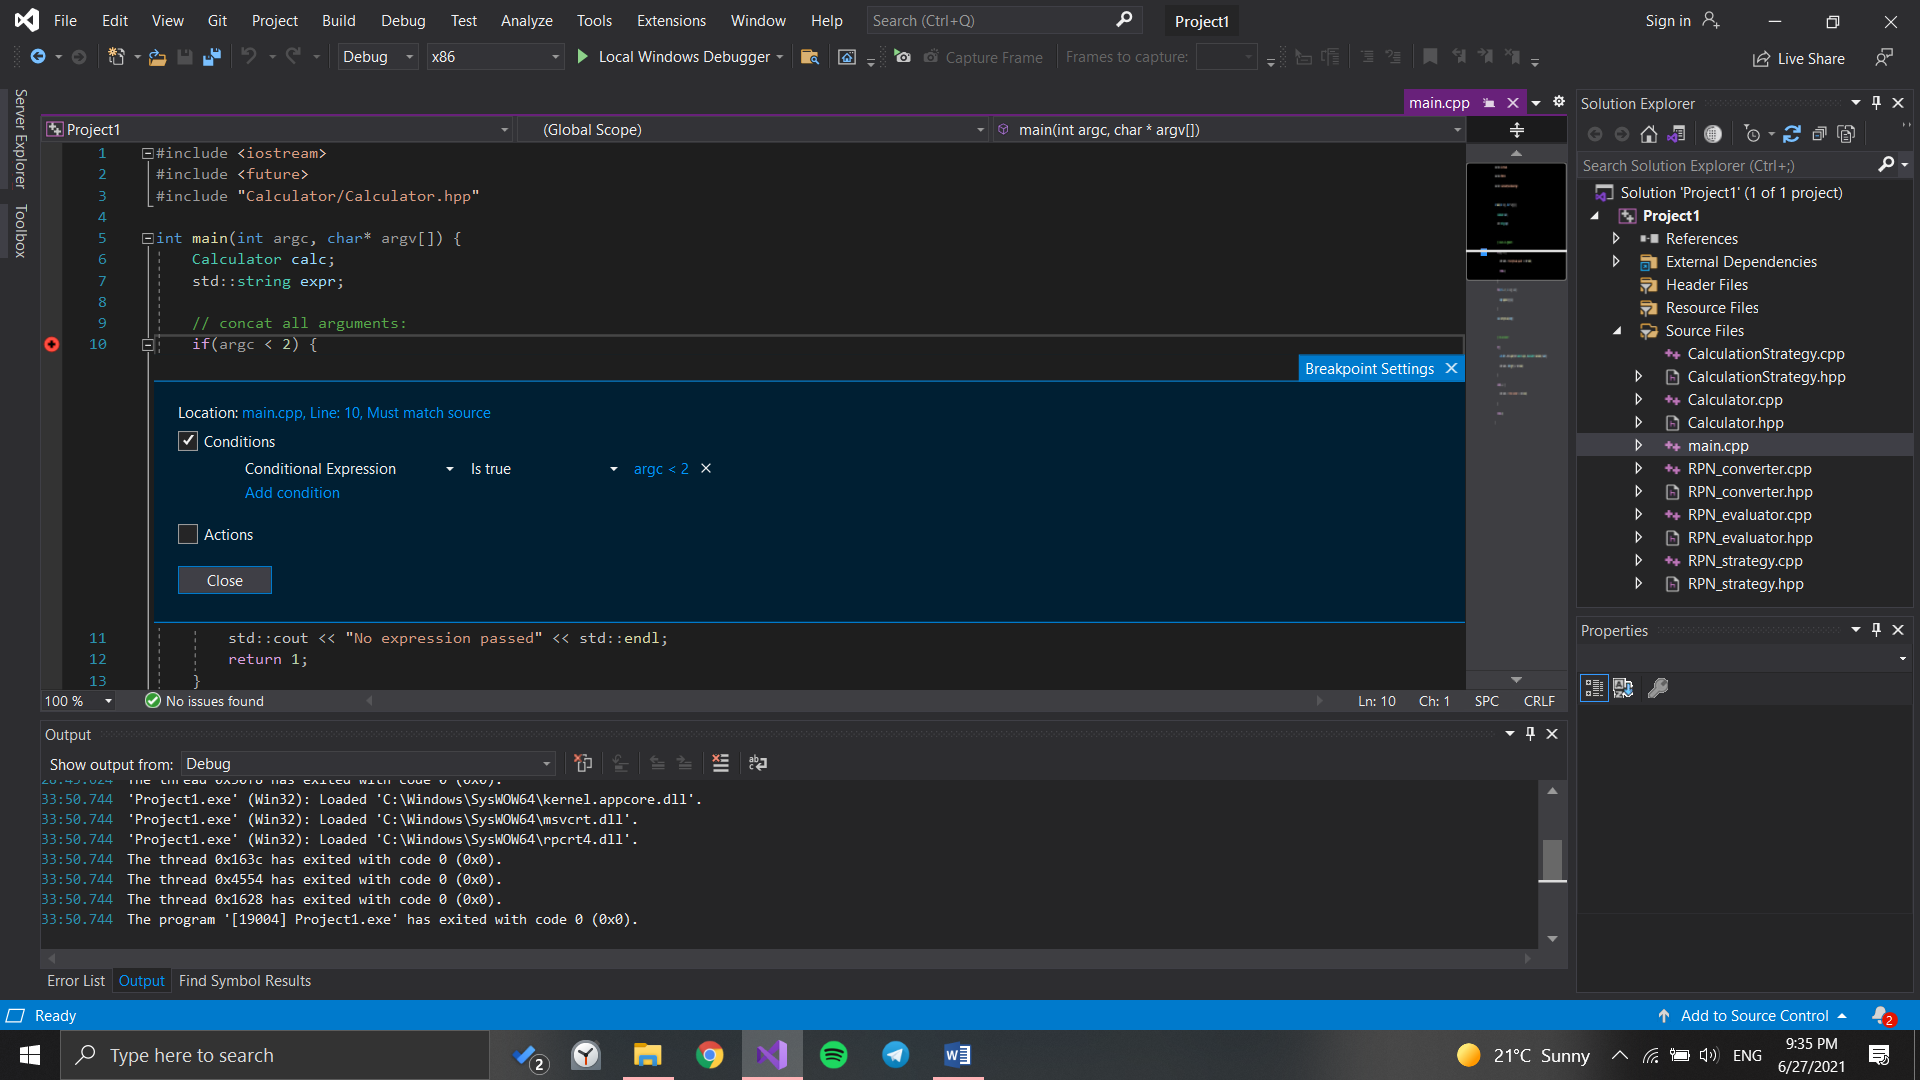 File Edit View Git Project Build Debug Test Analyze Tools Extensions Window Help Search (Ctrl+Q) Project1 Sign in
Debug x86 Local Windows Debugger Capture Frame Frames to capture: Live Share
Server Explorer
Toolbox
main.cpp
Project1 (Global Scope) main(int argc, char * argv[])
1 #include <iostream>
2 #include <future>
3 #include "Calculator/Calculator.hpp"
4
5 int main(int argc, char* argv[]) {
6 Calculator calc;
7 std::string expr;
8
9 // concat all arguments:
10 if(argc < 2) {
Breakpoint Settings
Location: main.cpp, Line: 10, Must match source
Conditions
Conditional Expression Is true argc < 2
Add condition
Actions
Close
11 std::cout << "No expression passed" << std::endl;
12 return 1;
13 }
100 % No issues found Ln: 10 Ch: 1 SPC CRLF
Output
Show output from: Debug
33:50.744 'Project1.exe' (Win32): Loaded 'C:\Windows\SysWOW64\kernel.appcore.dll'.
33:50.744 'Project1.exe' (Win32): Loaded 'C:\Windows\SysWOW64\msvcrt.dll'.
33:50.744 'Project1.exe' (Win32): Loaded 'C:\Windows\SysWOW64\rpcrt4.dll'.
33:50.744 The thread 0x163c has exited with code 0 (0x0).
33:50.744 The thread 0x4554 has exited with code 0 (0x0).
33:50.744 The thread 0x1628 has exited with code 0 (0x0).
33:50.744 The program '[19004] Project1.exe' has exited with code 0 (0x0).
Error List Output Find Symbol Results
Solution Explorer
Search Solution Explorer (Ctrl+;)
Solution 'Project1' (1 of 1 project)
Project1
References
External Dependencies
Header Files
Resource Files
Source Files
CalculationStrategy.cpp
CalculationStrategy.hpp
Calculator.cpp
Calculator.hpp
main.cpp
RPN_converter.cpp
RPN_converter.hpp
RPN_evaluator.cpp
RPN_evaluator.hpp
RPN_strategy.cpp
RPN_strategy.hpp
Properties
Ready Add to Source Control 2
Type here to search 2 21°C Sunny ENG 9:35 PM
6/27/2021